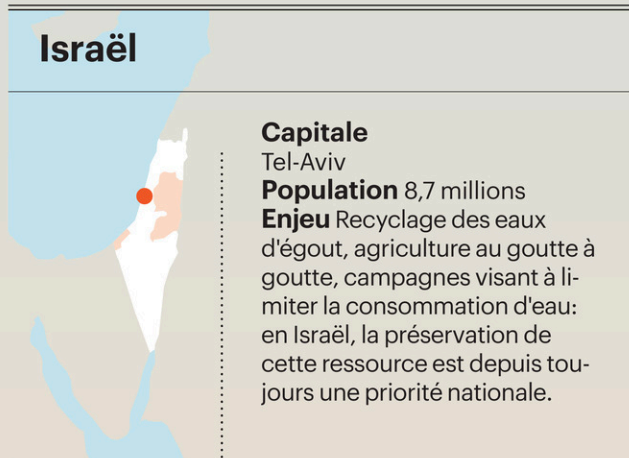 Israël
Capitale
Tel-Aviv
Population 8,7 millions
Enjeu Recyclage des eaux
d'égout, agriculture au goutte à
goutte, campagnes visant à li-
miter la consommation d'eau:
en Israël, la préservation de
cette ressource est depuis tou-
jours une priorité nationale.